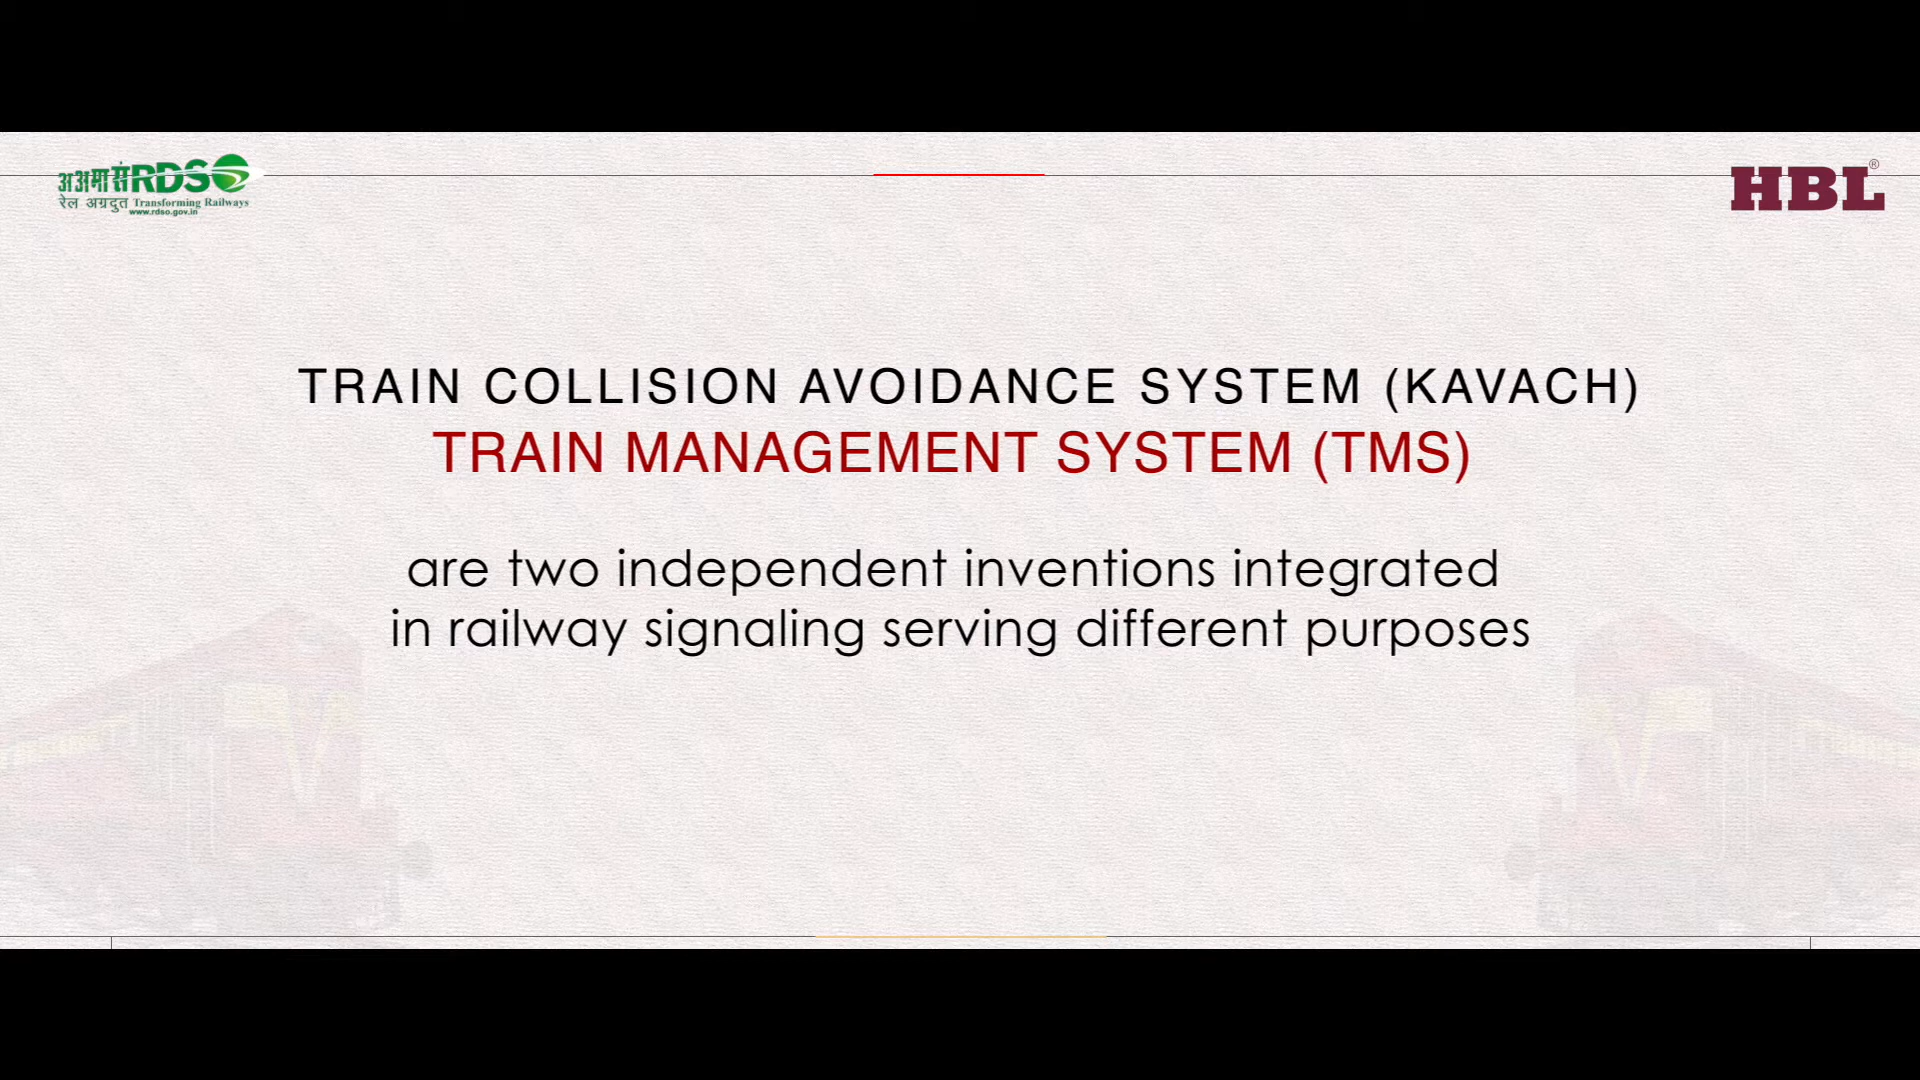 अअमासं RDSO
रेल अग्रदुत Transforming Railways
www.rdso.gov.in
HBL®
TRAIN COLLISION AVOIDANCE SYSTEM (KAVACH)
TRAIN MANAGEMENT SYSTEM (TMS)
are two independent inventions integrated
in railway signaling serving different purposes